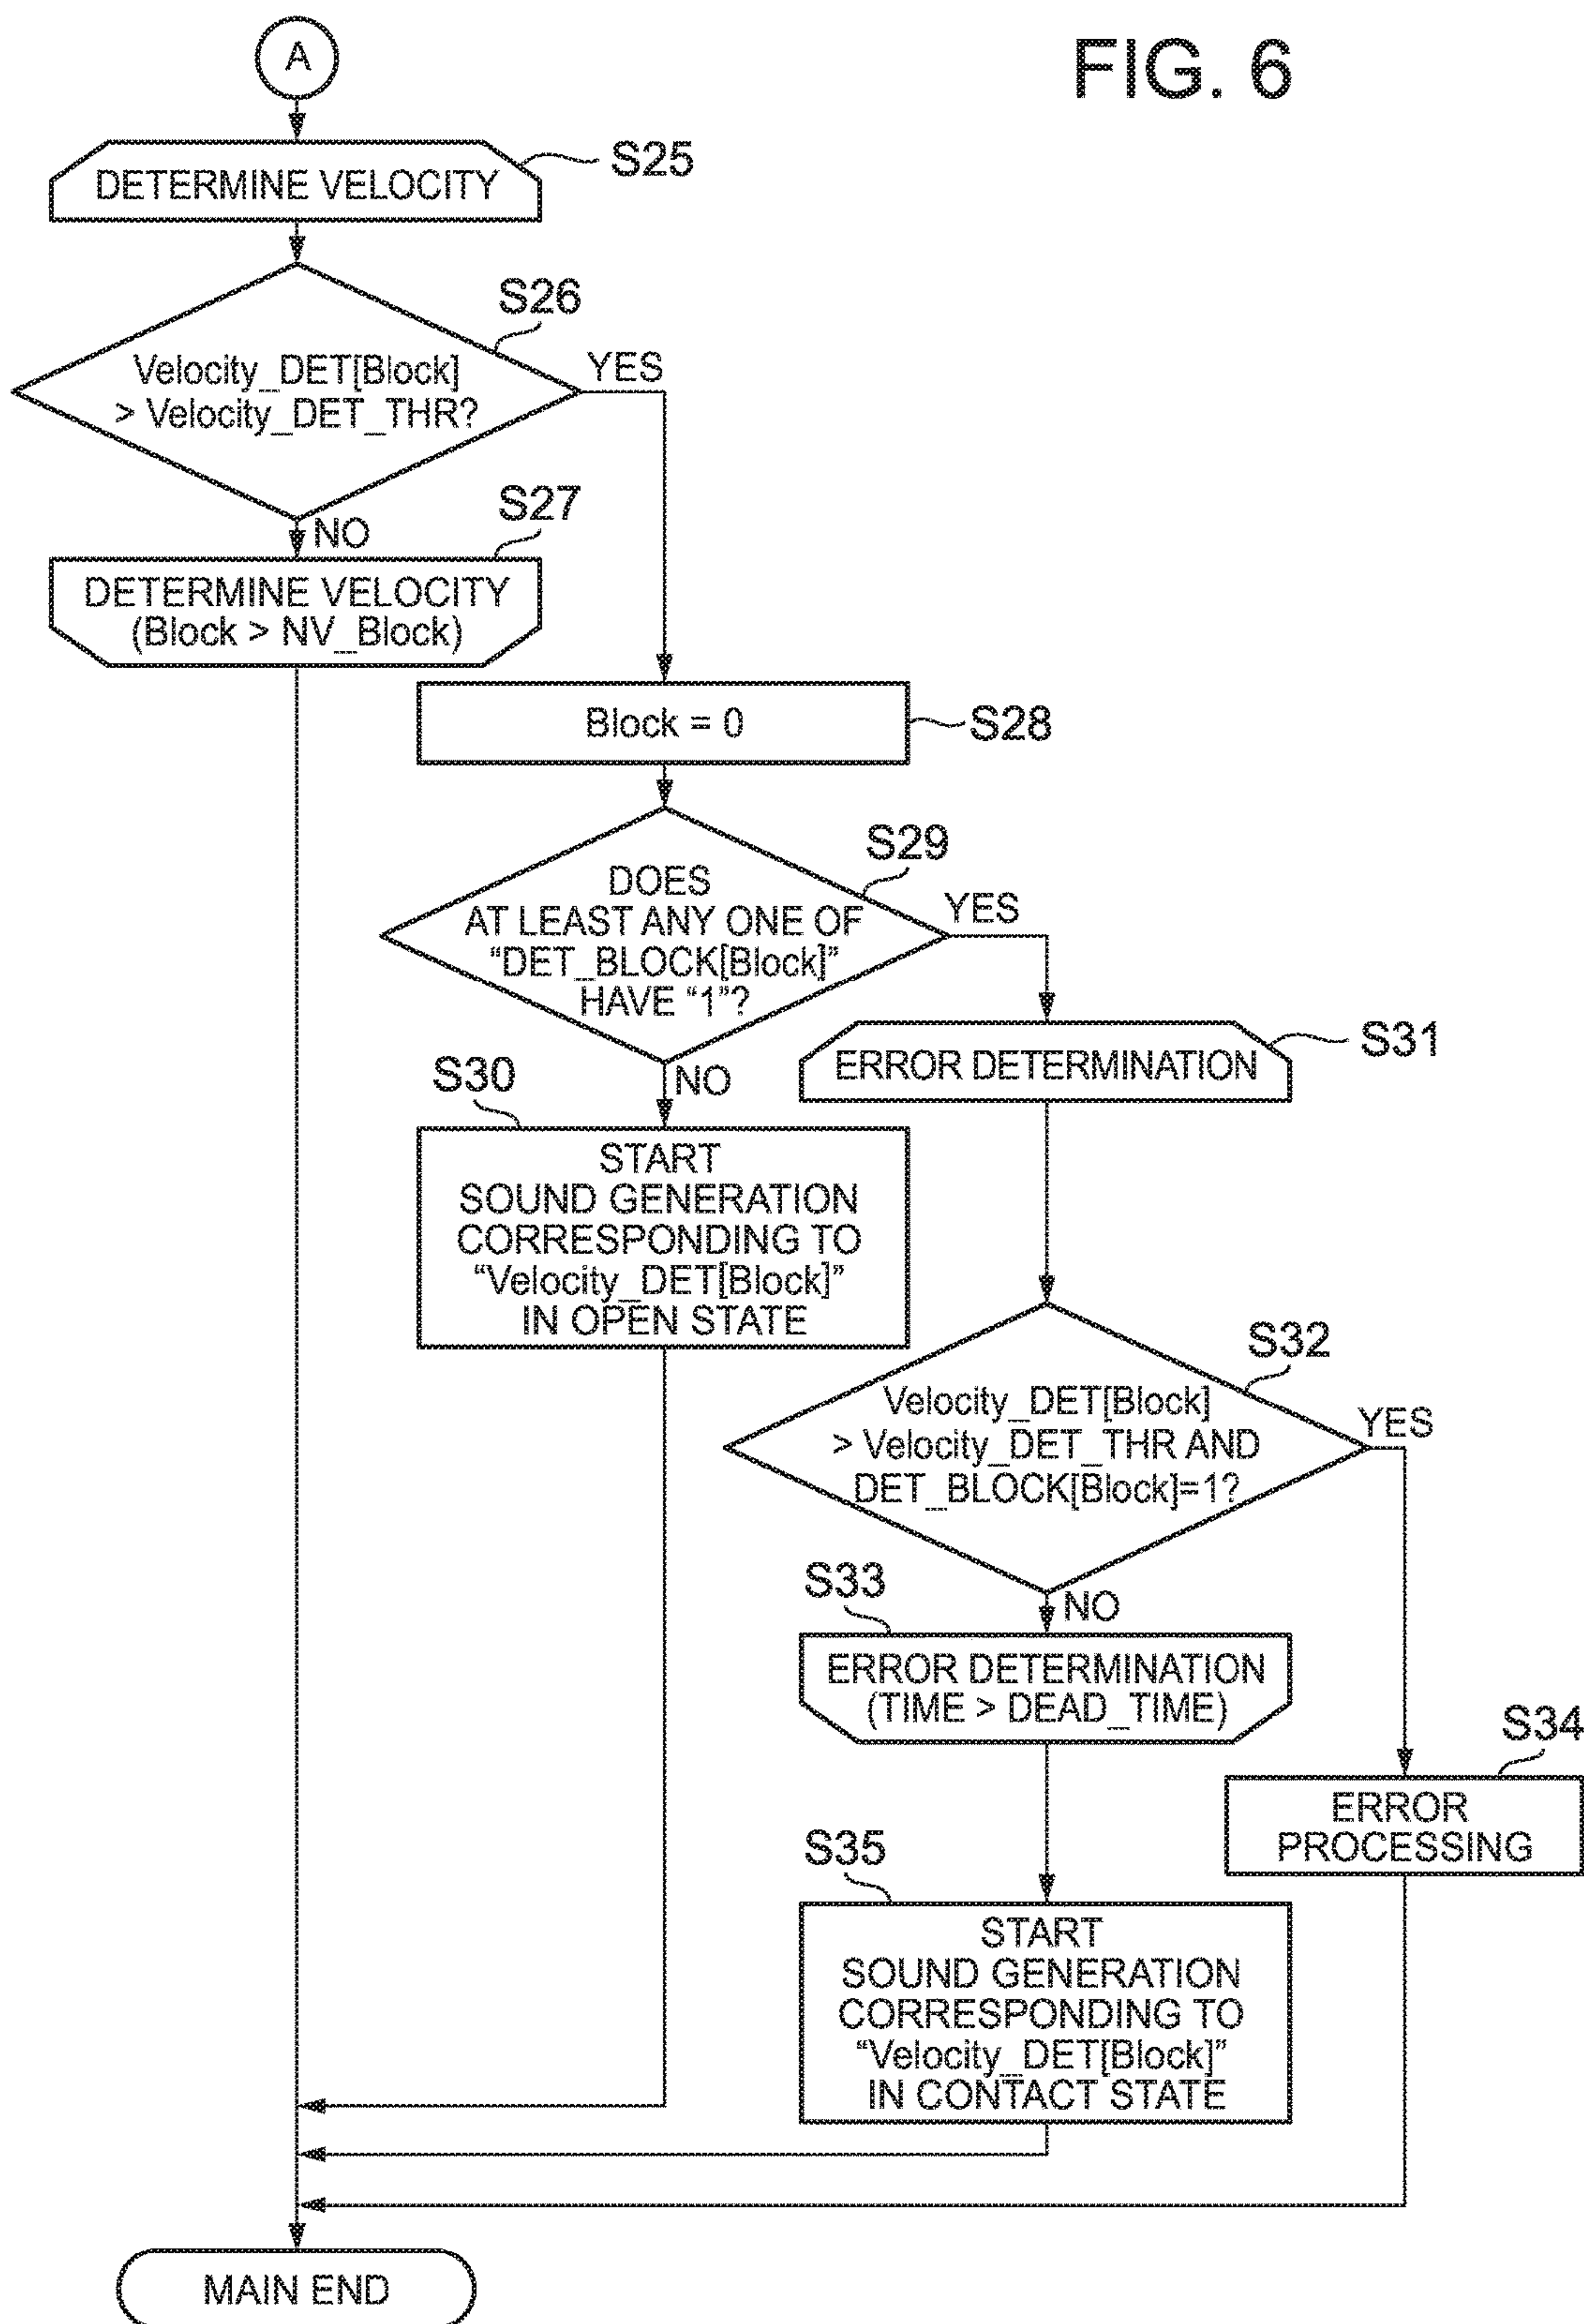 FIG. 6
A
DETERMINE VELOCITY
S25
S26
Velocity_DET[Block]
> Velocity_DET_THR?
YES
NO
S27
DETERMINE VELOCITY
(Block > NV_Block)
Block = 0
S28
S29
DOES
AT LEAST ANY ONE OF
“DET_BLOCK[Block]”
HAVE “1”?
YES
NO
S30
START
SOUND GENERATION
CORRESPONDING TO
“Velocity_DET[Block]”
IN OPEN STATE
S31
ERROR DETERMINATION
S32
Velocity_DET[Block]
> Velocity_DET_THR AND
DET_BLOCK[Block]=1?
YES
NO
S33
ERROR DETERMINATION
(TIME > DEAD_TIME)
S34
ERROR
PROCESSING
S35
START
SOUND GENERATION
CORRESPONDING TO
“Velocity_DET[Block]”
IN CONTACT STATE
MAIN END